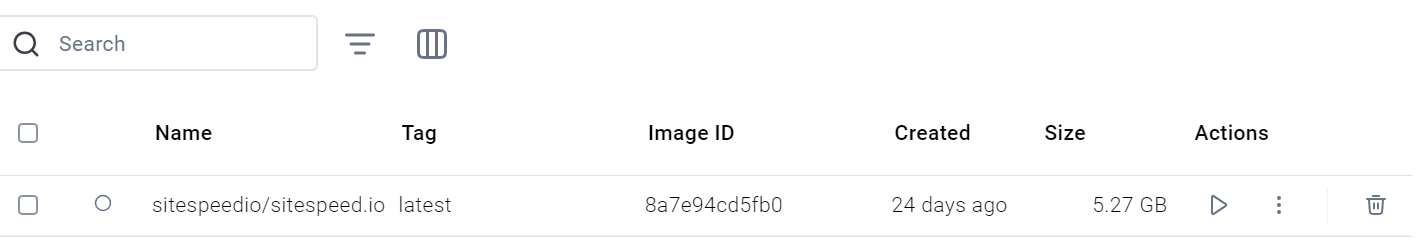 Search
Name Tag Image ID Created Size Actions
sitespeedio/sitespeed.io latest 8a7e94cd5fb0 24 days ago 5.27 GB